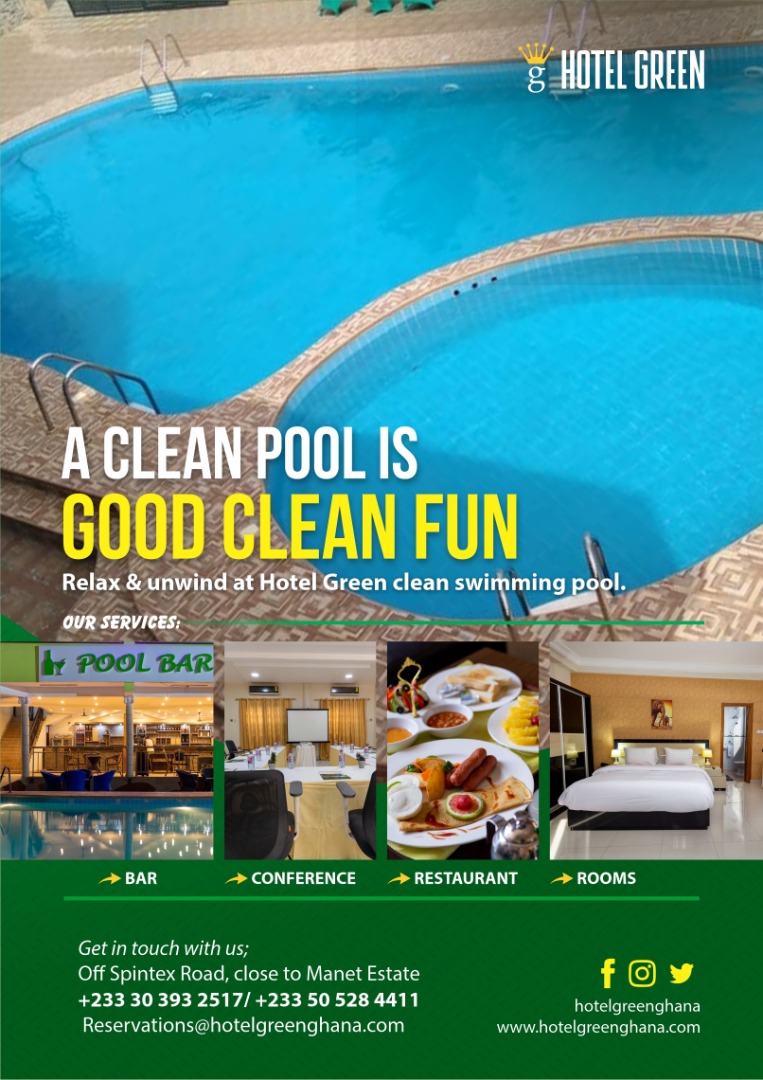 g HOTEL GREEN
A CLEAN POOL IS
GOOD CLEAN FUN
Relax & unwind at Hotel Green clean swimming pool.
OUR SERVICES:
POOL BAR
BAR
CONFERENCE
RESTAURANT
ROOMS
Get in touch with us;
Off Spintex Road, close to Manet Estate
+233 30 393 2517/ +233 50 528 4411
Reservations@hotelgreenghana.com
hotelgreenghana
www.hotelgreenghana.com